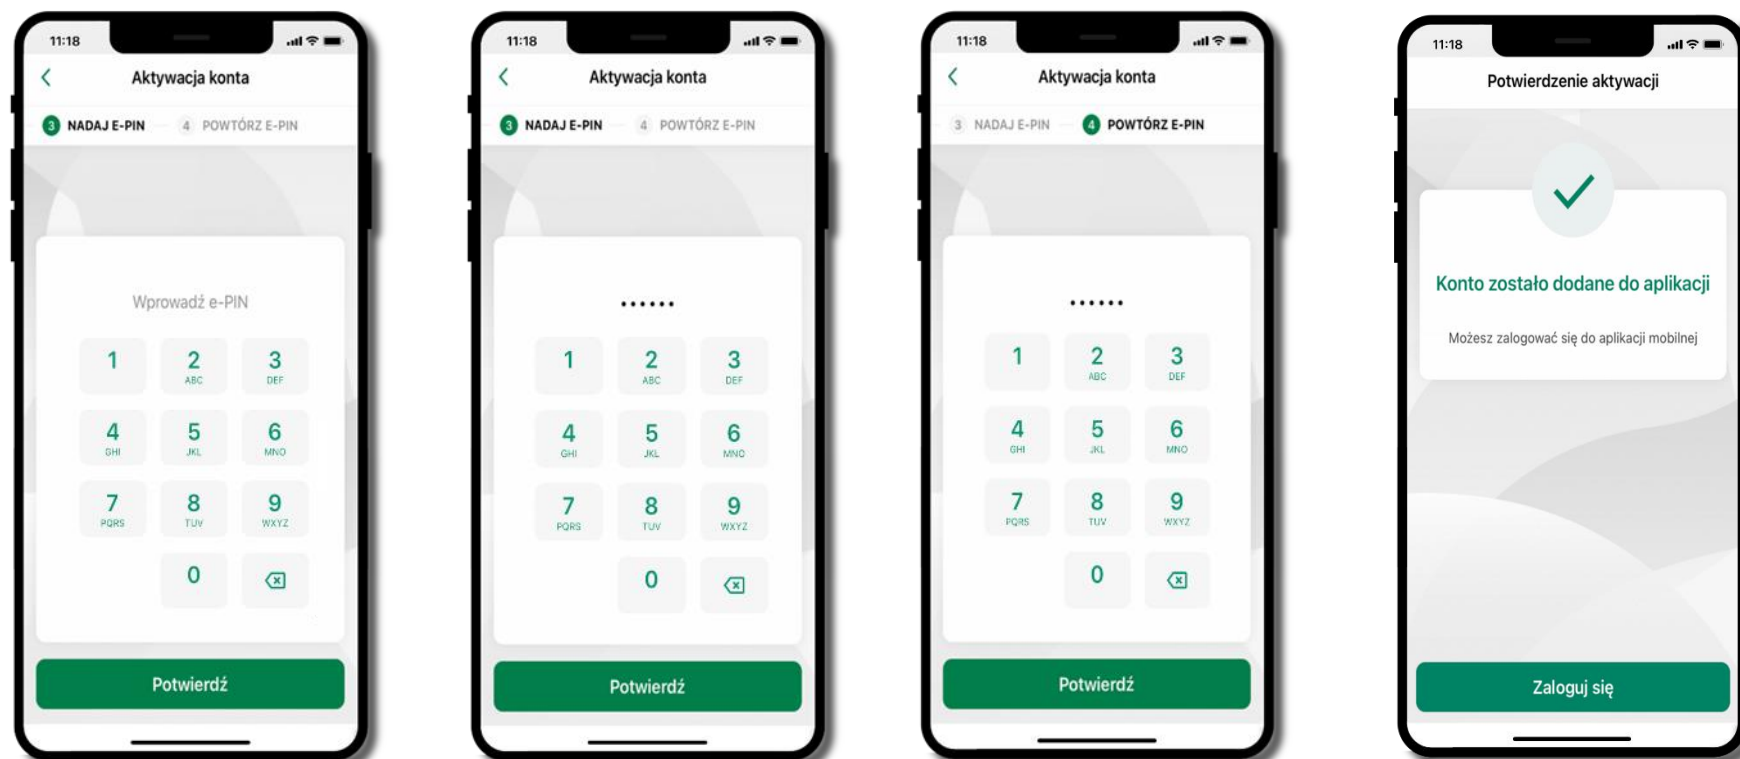 11:18
Aktywacja konta
3 NADAJ E-PIN 4 POWTÓRZ E-PIN
Wprowadź e-PIN
1 2 3
ABC DEF
4 5 6
GHI JKL MNO
7 8 9
PQRS TUV WXYZ
0
Potwierdź
11:18
Aktywacja konta
3 NADAJ E-PIN 4 POWTÓRZ E-PIN
••••••
1 2 3
ABC DEF
4 5 6
GHI JKL MNO
7 8 9
PQRS TUV WXYZ
0
Potwierdź
11:18
Aktywacja konta
3 NADAJ E-PIN 4 POWTÓRZ E-PIN
••••••
1 2 3
ABC DEF
4 5 6
GHI JKL MNO
7 8 9
PQRS TUV WXYZ
0
Potwierdź
11:18
Potwierdzenie aktywacji
Konto zostało dodane do aplikacji
Możesz zalogować się do aplikacji mobilnej
Zaloguj się